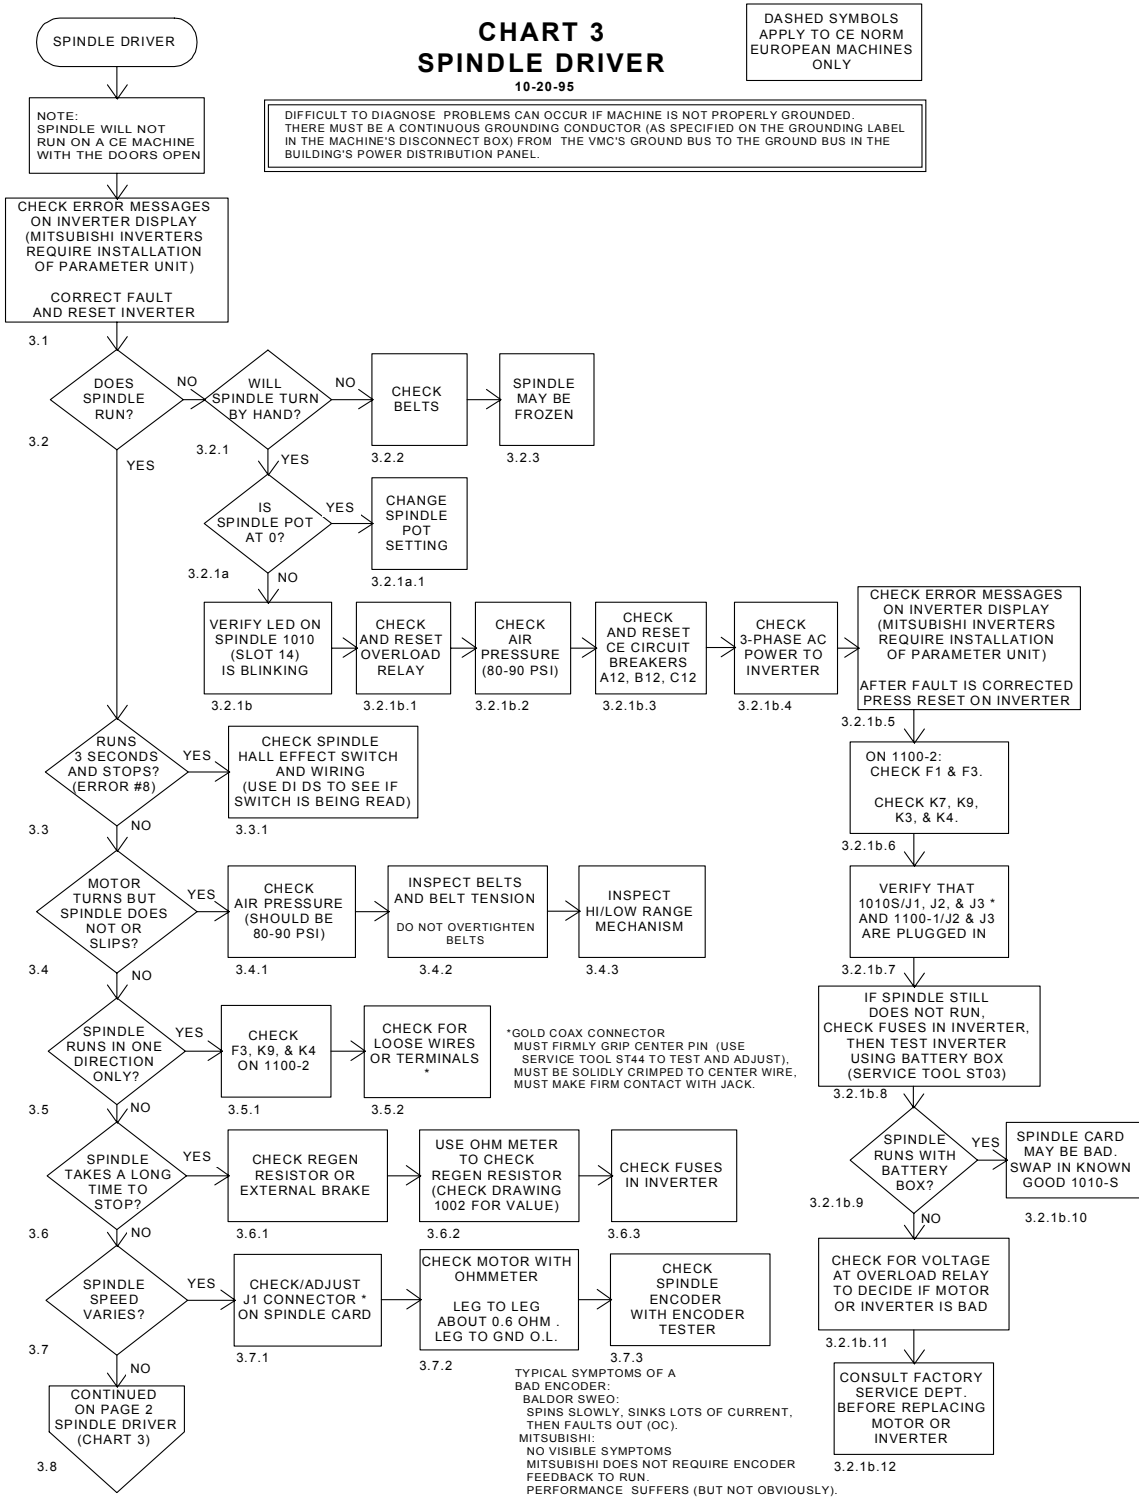 CHART 3
SPINDLE DRIVER
10-20-95
DASHED SYMBOLS
APPLY TO CE NORM
EUROPEAN MACHINES
ONLY
DIFFICULT TO DIAGNOSE PROBLEMS CAN OCCUR IF MACHINE IS NOT PROPERLY GROUNDED.
THERE MUST BE A CONTINUOUS GROUNDING CONDUCTOR (AS SPECIFIED ON THE GROUNDING LABEL
IN THE MACHINE'S DISCONNECT BOX) FROM THE VMC'S GROUND BUS TO THE GROUND BUS IN THE
BUILDING'S POWER DISTRIBUTION PANEL.
SPINDLE DRIVER
NOTE:
SPINDLE WILL NOT
RUN ON A CE MACHINE
WITH THE DOORS OPEN
CHECK ERROR MESSAGES
ON INVERTER DISPLAY
(MITSUBISHI INVERTERS
REQUIRE INSTALLATION
OF PARAMETER UNIT)
CORRECT FAULT
AND RESET INVERTER
3.1
DOES
SPINDLE
RUN?
3.2
NO
YES
WILL
SPINDLE TURN
BY HAND?
3.2.1
NO
YES
CHECK
BELTS
3.2.2
SPINDLE
MAY BE
FROZEN
3.2.3
IS
SPINDLE POT
AT 0?
3.2.1a
YES
NO
CHANGE
SPINDLE
POT
SETTING
3.2.1a.1
VERIFY LED ON
SPINDLE 1010
(SLOT 14)
IS BLINKING
3.2.1b
CHECK
AND RESET
OVERLOAD
RELAY
3.2.1b.1
CHECK
AIR
PRESSURE
(80-90 PSI)
3.2.1b.2
CHECK
AND RESET
CE CIRCUIT
BREAKERS
A12, B12, C12
3.2.1b.3
CHECK
3-PHASE AC
POWER TO
INVERTER
3.2.1b.4
CHECK ERROR MESSAGES
ON INVERTER DISPLAY
(MITSUBISHI INVERTERS
REQUIRE INSTALLATION
OF PARAMETER UNIT)
AFTER FAULT IS CORRECTED
PRESS RESET ON INVERTER
3.2.1b.5
ON 1100-2:
CHECK F1 & F3.
CHECK K7, K9,
K3, & K4.
3.2.1b.6
VERIFY THAT
1010S/J1, J2, & J3 *
AND 1100-1/J2 & J3
ARE PLUGGED IN
3.2.1b.7
IF SPINDLE STILL
DOES NOT RUN,
CHECK FUSES IN INVERTER,
THEN TEST INVERTER
USING BATTERY BOX
(SERVICE TOOL ST03)
3.2.1b.8
SPINDLE
RUNS WITH
BATTERY
BOX?
3.2.1b.9
YES
NO
SPINDLE CARD
MAY BE BAD.
SWAP IN KNOWN
GOOD 1010-S
3.2.1b.10
CHECK FOR VOLTAGE
AT OVERLOAD RELAY
TO DECIDE IF MOTOR
OR INVERTER IS BAD
3.2.1b.11
CONSULT FACTORY
SERVICE DEPT.
BEFORE REPLACING
MOTOR OR
INVERTER
3.2.1b.12
RUNS
3 SECONDS
AND STOPS?
(ERROR #8)
3.3
YES
NO
CHECK SPINDLE
HALL EFFECT SWITCH
AND WIRING
(USE DI DS TO SEE IF
SWITCH IS BEING READ)
3.3.1
MOTOR
TURNS BUT
SPINDLE DOES
NOT OR
SLIPS?
3.4
YES
NO
CHECK
AIR PRESSURE
(SHOULD BE
80-90 PSI)
3.4.1
INSPECT BELTS
AND BELT TENSION
DO NOT OVERTIGHTEN
BELTS
3.4.2
INSPECT
HI/LOW RANGE
MECHANISM
3.4.3
SPINDLE
RUNS IN ONE
DIRECTION
ONLY?
3.5
YES
NO
CHECK
F3, K9, & K4
ON 1100-2
3.5.1
CHECK FOR
LOOSE WIRES
OR TERMINALS
*
3.5.2
*GOLD COAX CONNECTOR
MUST FIRMLY GRIP CENTER PIN (USE
SERVICE TOOL ST44 TO TEST AND ADJUST),
MUST BE SOLIDLY CRIMPED TO CENTER WIRE,
MUST MAKE FIRM CONTACT WITH JACK.
SPINDLE
TAKES A LONG
TIME TO
STOP?
3.6
YES
NO
CHECK REGEN
RESISTOR OR
EXTERNAL BRAKE
3.6.1
USE OHM METER
TO CHECK
REGEN RESISTOR
(CHECK DRAWING
1002 FOR VALUE)
3.6.2
CHECK FUSES
IN INVERTER
3.6.3
SPINDLE
SPEED
VARIES?
3.7
YES
NO
CHECK/ADJUST
J1 CONNECTOR *
ON SPINDLE CARD
3.7.1
CHECK MOTOR WITH
OHMMETER
LEG TO LEG
ABOUT 0.6 OHM .
LEG TO GND O.L.
3.7.2
CHECK
SPINDLE
ENCODER
WITH ENCODER
TESTER
3.7.3
CONTINUED
ON PAGE 2
SPINDLE DRIVER
(CHART 3)
3.8
TYPICAL SYMPTOMS OF A
BAD ENCODER:
BALDOR SWEO:
SPINS SLOWLY, SINKS LOTS OF CURRENT,
THEN FAULTS OUT (OC).
MITSUBISHI:
NO VISIBLE SYMPTOMS
MITSUBISHI DOES NOT REQUIRE ENCODER
FEEDBACK TO RUN.
PERFORMANCE SUFFERS (BUT NOT OBVIOUSLY).